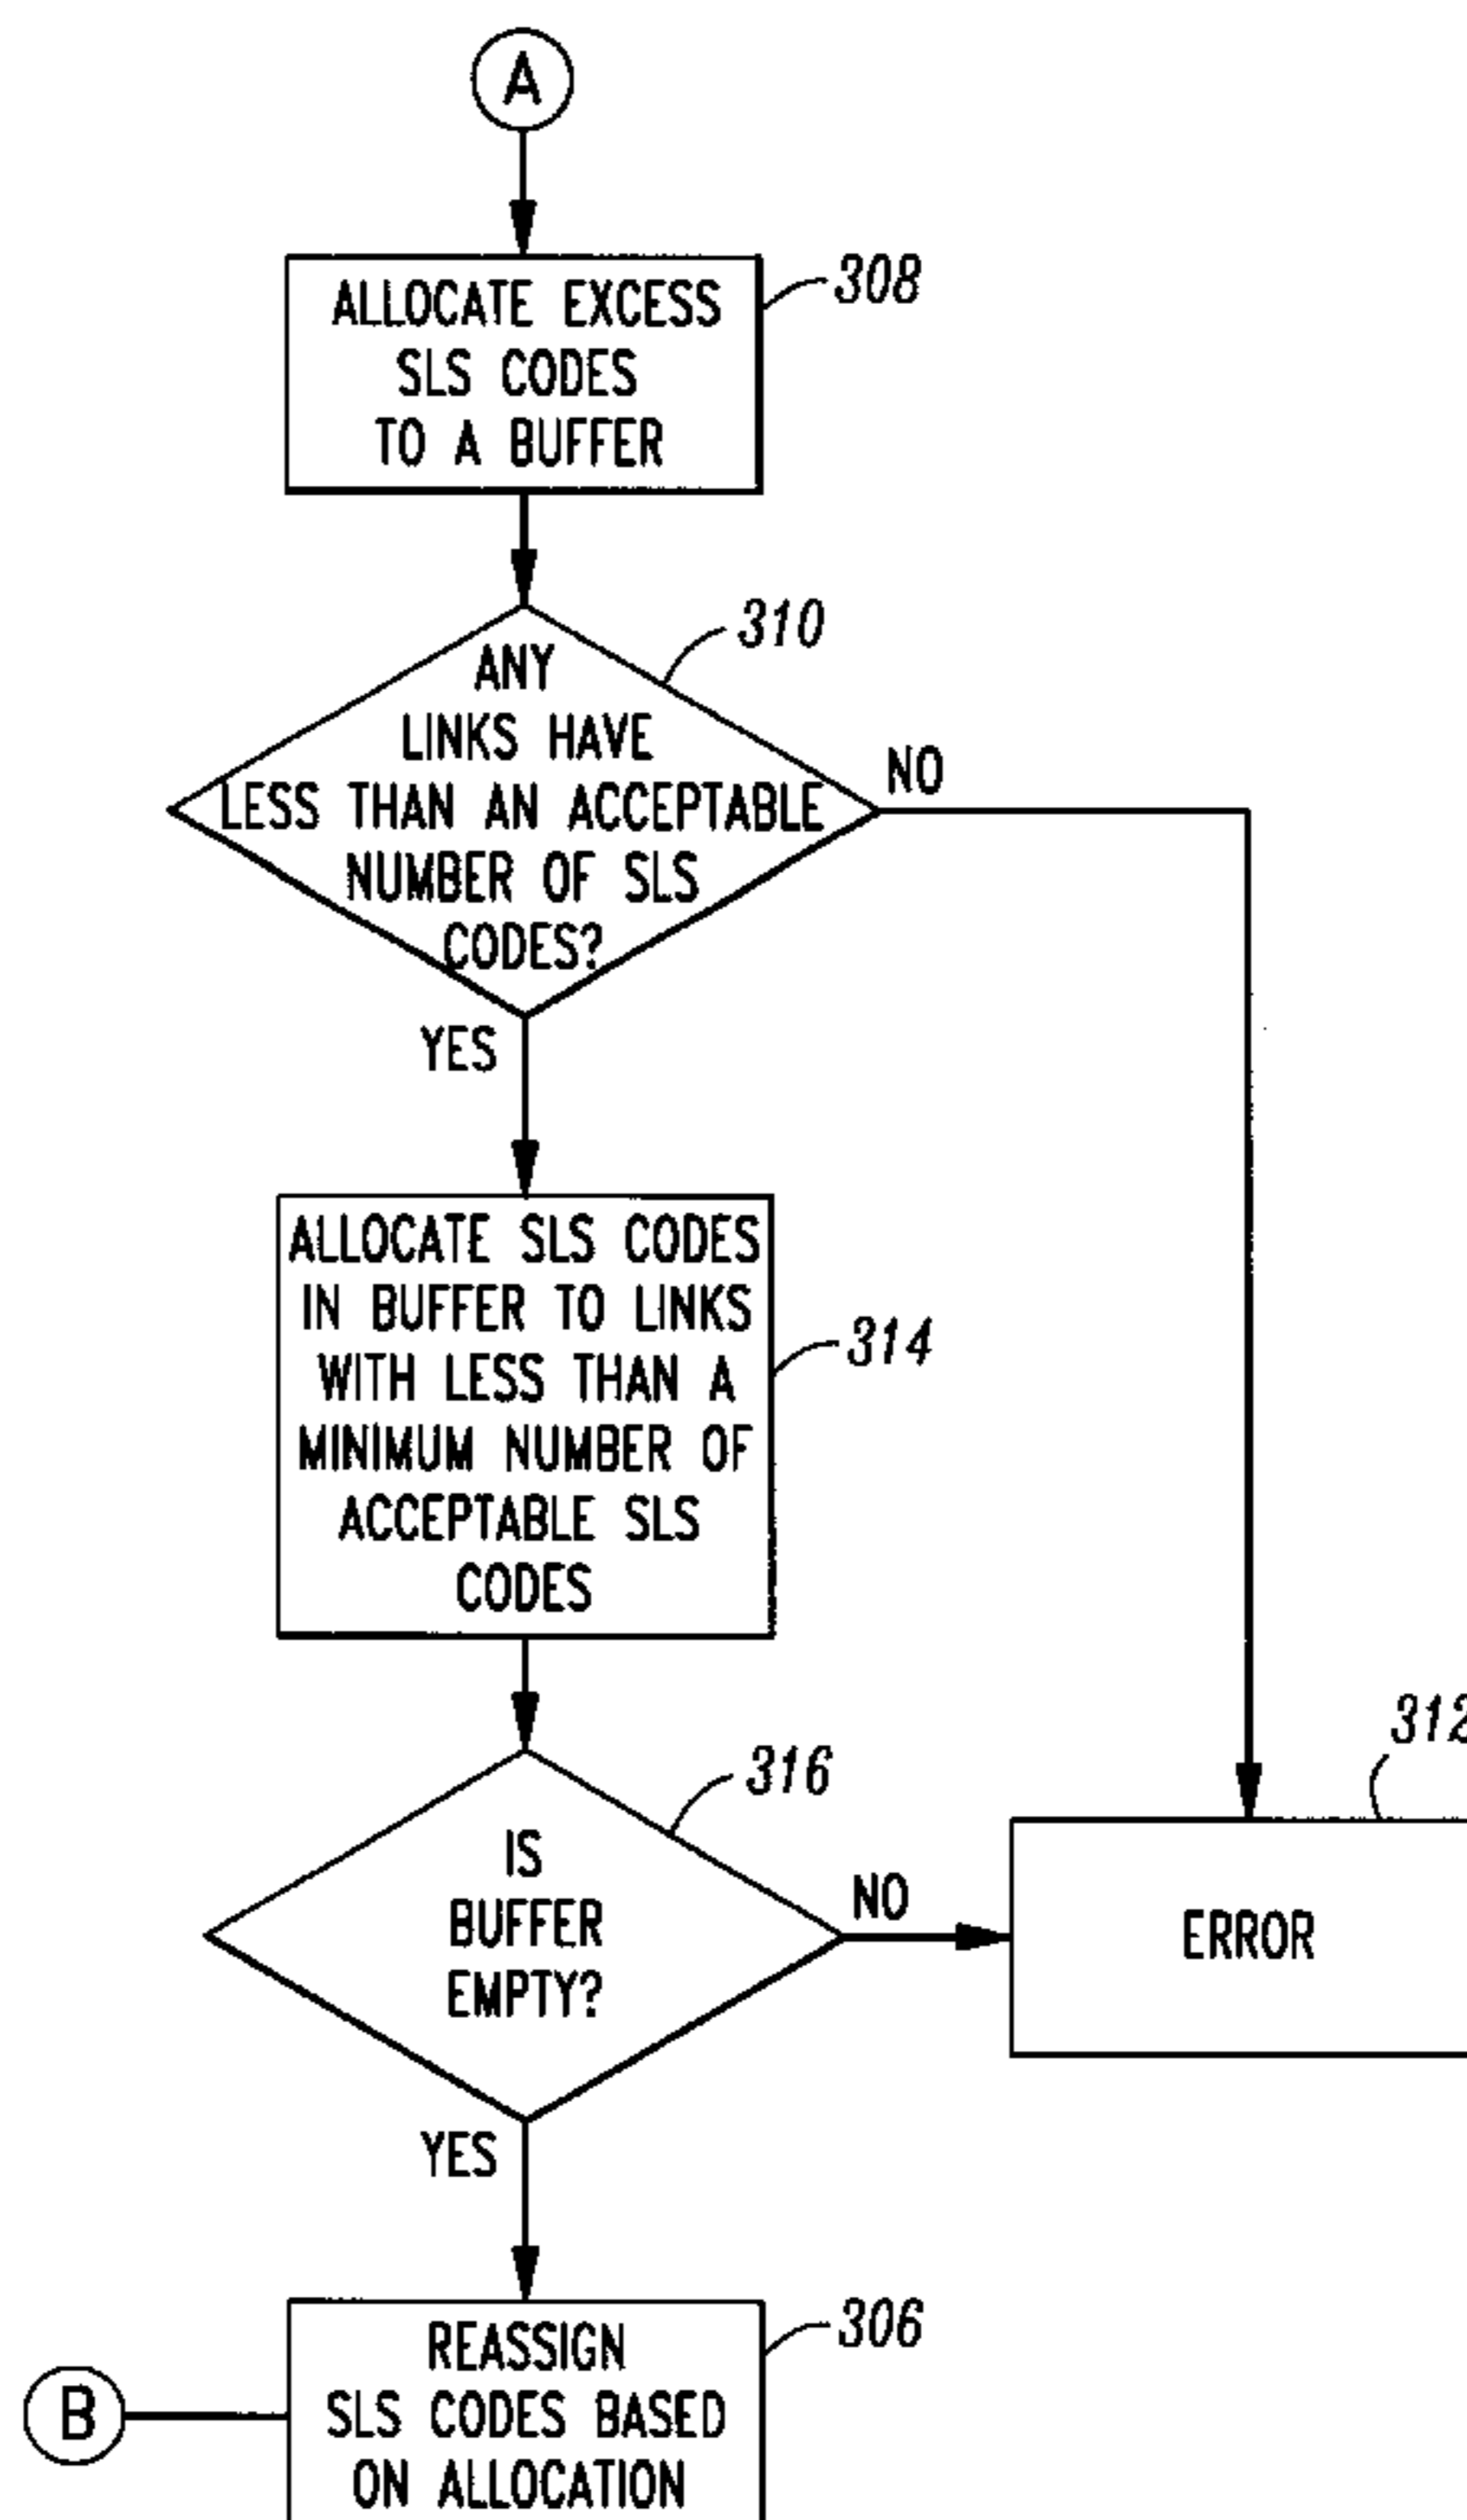 A
ALLOCATE EXCESS
SLS CODES
TO A BUFFER
308
ANY
LINKS HAVE
LESS THAN AN ACCEPTABLE
NUMBER OF SLS
CODES?
310
NO
YES
ALLOCATE SLS CODES
IN BUFFER TO LINKS
WITH LESS THAN A
MINIMUM NUMBER OF
ACCEPTABLE SLS
CODES
314
312
IS
BUFFER
EMPTY?
316
NO
ERROR
YES
REASSIGN
SLS CODES BASED
ON ALLOCATION
306
B